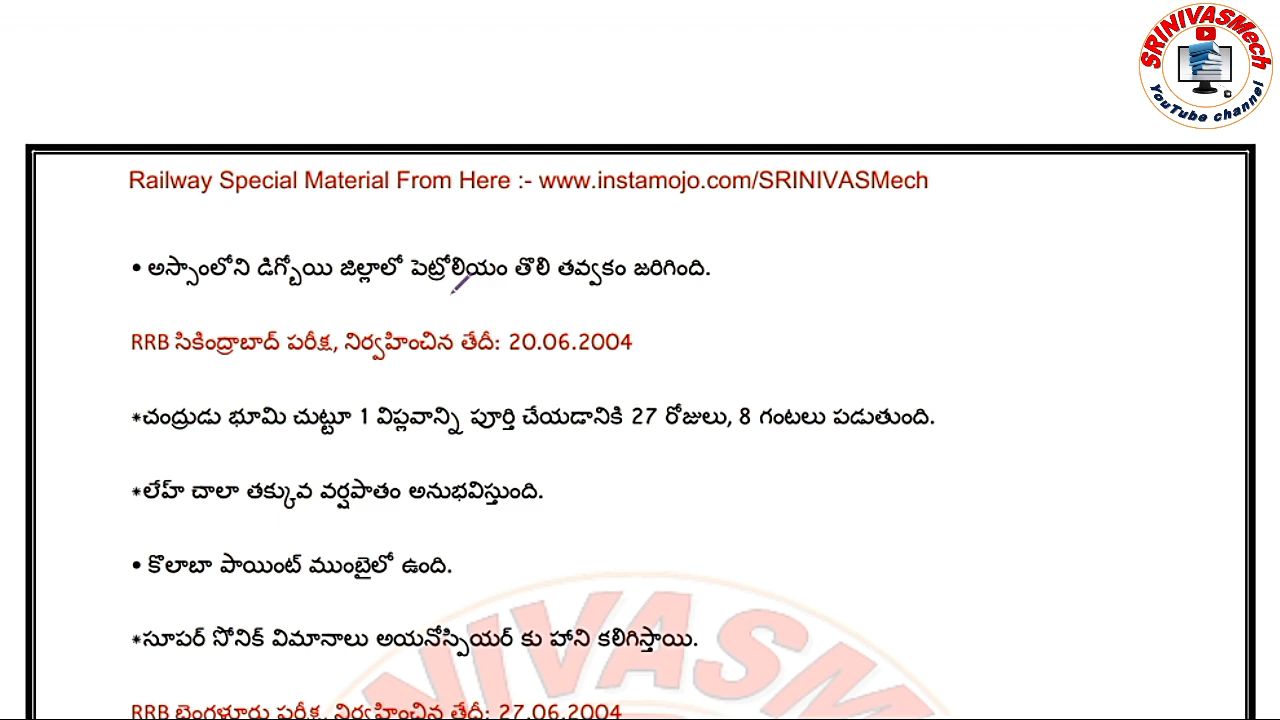 SRINIVASMech
YouTube channel
Railway Special Material From Here :- www.instamojo.com/SRINIVASMech
• అస్సాంలోని డిగ్బోయి జిల్లాలో పెట్రోలియం తొలి తవ్వకం జరిగింది.
RRB సికింద్రాబాద్ పరీక్ష, నిర్వహించిన తేదీ: 20.06.2004
*చంద్రుడు భూమి చుట్టూ 1 విప్లవాన్ని పూర్తి చేయడానికి 27 రోజులు, 8 గంటలు పడుతుంది.
*లేహ్ చాలా తక్కువ వర్షపాతం అనుభవిస్తుంది.
• కొలాబా పాయింట్ ముంబైలో ఉంది.
*సూపర్ సోనిక్ విమానాలు అయనోస్పియర్ కు హాని కలిగిస్తాయి.
NIVASM
RRB బెంగళూరు పరీక్ష, నిర్వహించిన తేదీ: 27.06.2004